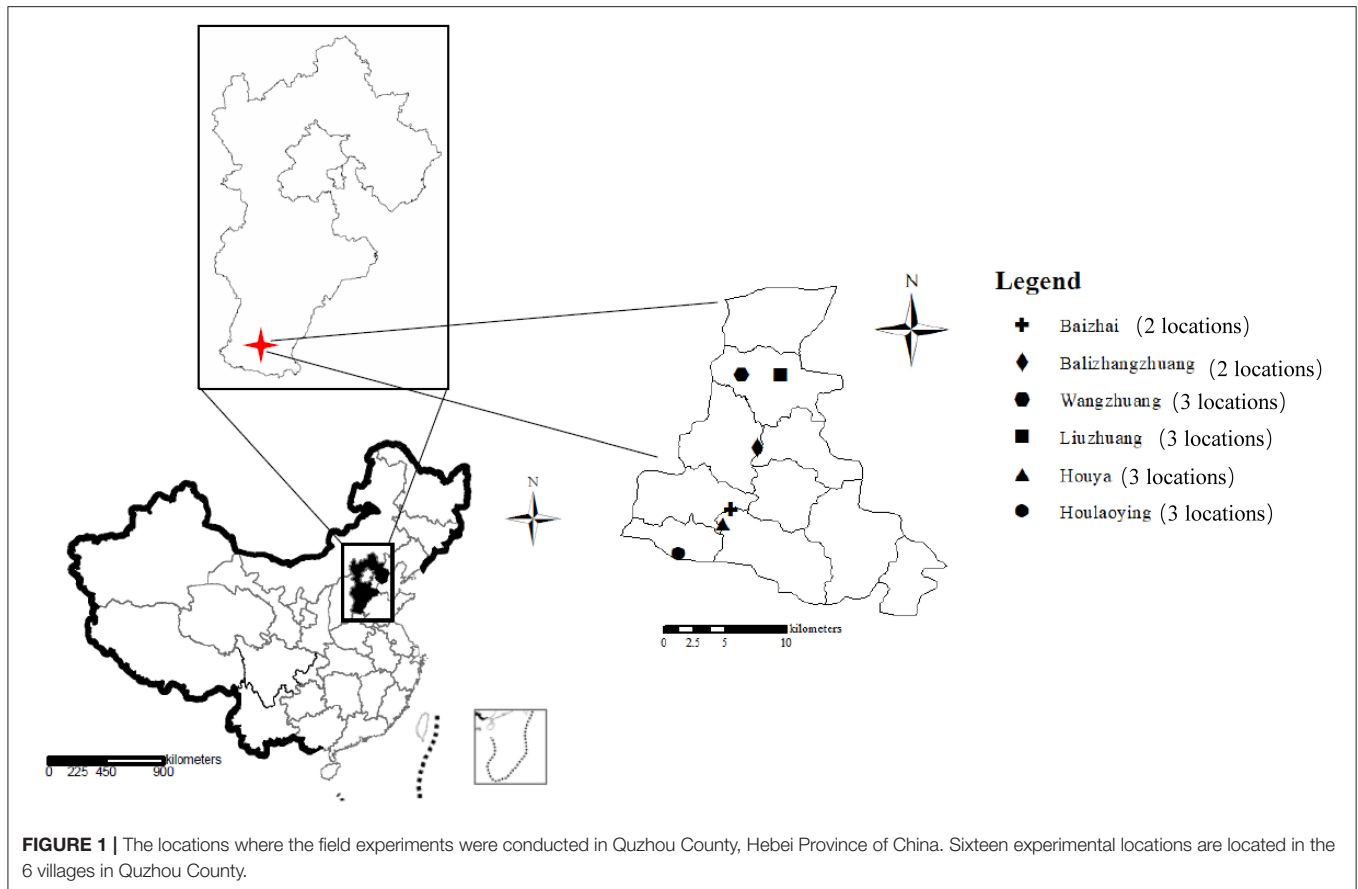 N
Legend
Baizhai (2 locations)
Balizhangzhuang (2 locations)
Wangzhuang (3 locations)
Liuzhuang (3 locations)
Houya (3 locations)
Houlaoying (3 locations)
N
kilometers
0 2.5 5 10
kilometers
0 225 450 900
FIGURE 1 | The locations where the field experiments were conducted in Quzhou County, Hebei Province of China. Sixteen experimental locations are located in the
6 villages in Quzhou County.